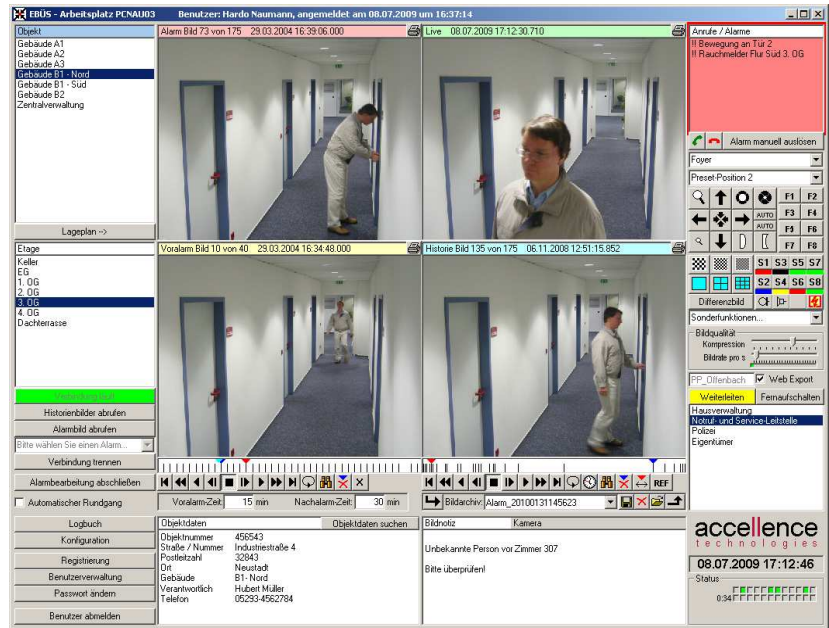 EBÜS - Arbeitsplatz PCNAU03 Benutzer: Hardo Naumann, angemeldet am 08.07.2009 um 16:37:14
Objekt
Gebäude A1
Gebäude A2
Gebäude A3
Gebäude B1 - Nord
Gebäude B1 - Süd
Gebäude B2
Zentralverwaltung
Lageplan -->
Etage
Keller
EG
1. OG
2. OG
3. OG
4. OG
Dachterrasse
Verbindung läuft
Historienbilder abrufen
Alarmbild abrufen
Bitte wählen Sie einen Alarm...
Verbindung trennen
Alarmbearbeitung abschließen
Automatischer Rundgang
Logbuch
Konfiguration
Registrierung
Benutzerverwaltung
Passwort ändern
Benutzer abmelden
Alarm Bild 73 von 175 29.03.2004 16:39:06.000
Live 08.07.2009 17:12:30.710
Voralarm Bild 10 von 40 29.03.2004 16:34:48.000
Historie Bild 135 von 175 06.11.2008 12:51:15.852
REF
Voralarm-Zeit: 15 min Nachalarm-Zeit: 30 min
Bildarchiv: Alarm_20100131145623
Objektdaten Objektdaten suchen
Objektnummer 456543
Straße / Nummer Industriestraße 4
Postleitzahl 32843
Ort Neustadt
Gebäude B1- Nord
Verantwortlich Hubert Müller
Telefon 05293-4562784
Bildnotiz Kamera
Unbekannte Person vor Zimmer 307
Bitte überprüfen!
Anrufe / Alarme
!! Bewegung an Tür 2
!! Rauchmelder Flur Süd 3. OG
Alarm manuell auslösen
Foyer
Preset-Position 2
F1 F2
AUTO F3 F4
AUTO F5 F6
F7 F8
S1 S3 S5 S7
S2 S4 S6 S8
Differenzbild
Sonderfunktionen...
Bildqualität
Kompression
Bildrate pro s
PP_Offenbach Web Export
Weiterleiten Fernaufschalten
Hausverwaltung
Notruf- und Service-Leitstelle
Polizei
Eigentümer
accellence
technologies
08.07.2009 17:12:46
Status
0:34